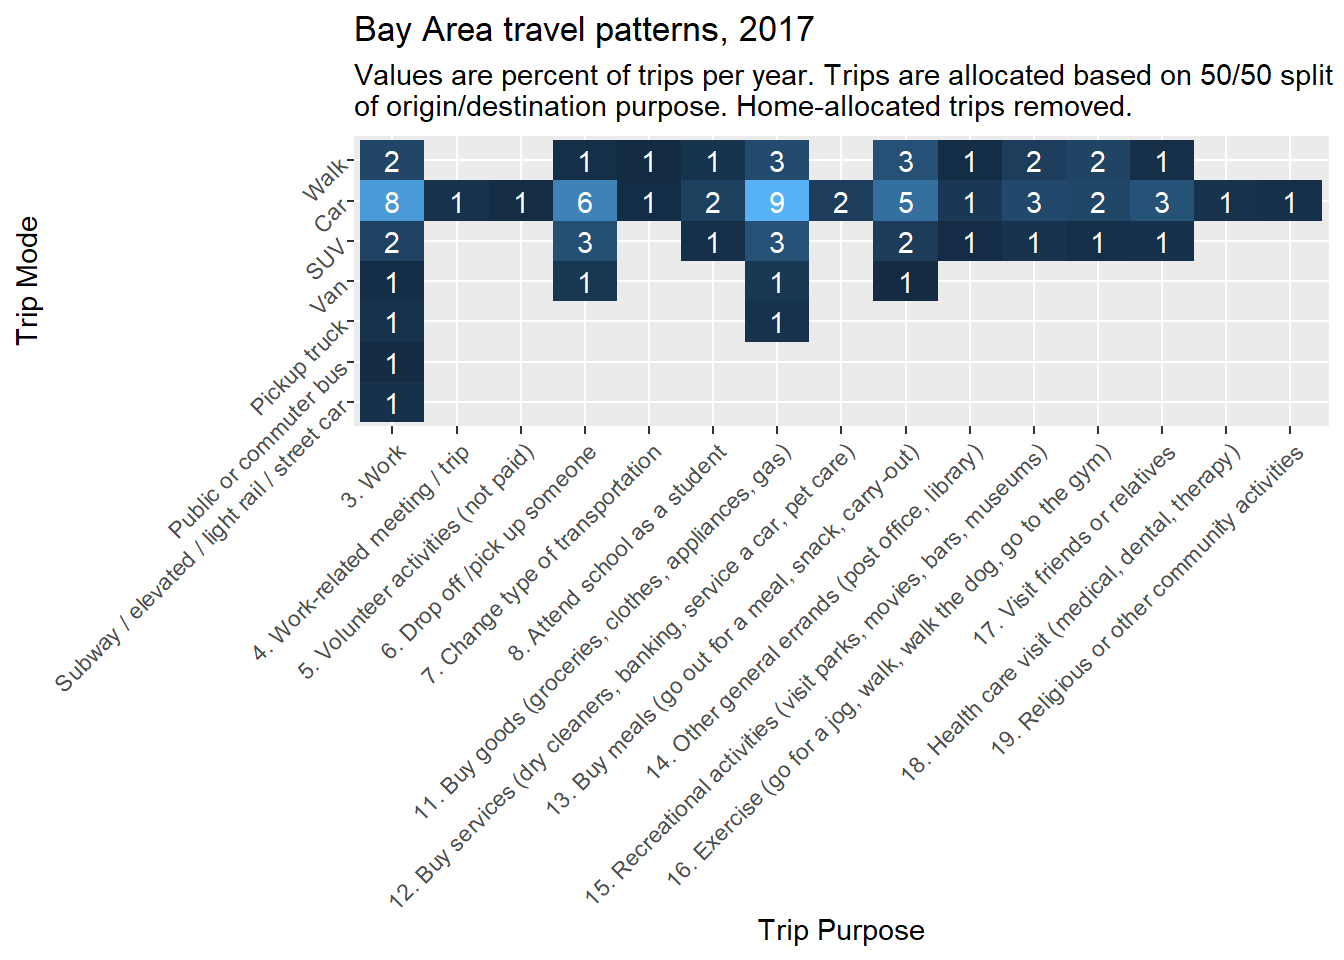 Bay Area travel patterns, 2017
Values are percent of trips per year. Trips are allocated based on 50/50 split
of origin/destination purpose. Home-allocated trips removed.
Trip Mode
Walk
2 1 1 1 3 3 1 2 2 1
Car
8 1 1 6 1 2 9 2 5 1 3 2 3 1 1
SUV
2 3 1 3 2 1 1 1 1
Van
1 1 1 1
Pickup truck
1 1
Public or commuter bus
1
Subway / elevated / light rail / street car
1
3. Work
4. Work-related meeting / trip
5. Volunteer activities (not paid)
6. Drop off /pick up someone
7. Change type of transportation
8. Attend school as a student
11. Buy goods (groceries, clothes, appliances, gas)
12. Buy services (dry cleaners, banking, service a car, pet care)
13. Buy meals (go out for a meal, snack, carry-out)
14. Other general errands (post office, library)
15. Recreational activities (visit parks, movies, bars, museums)
16. Exercise (go for a jog, walk, walk the dog, go to the gym)
17. Visit friends or relatives
18. Health care visit (medical, dental, therapy)
19. Religious or other community activities
Trip Purpose